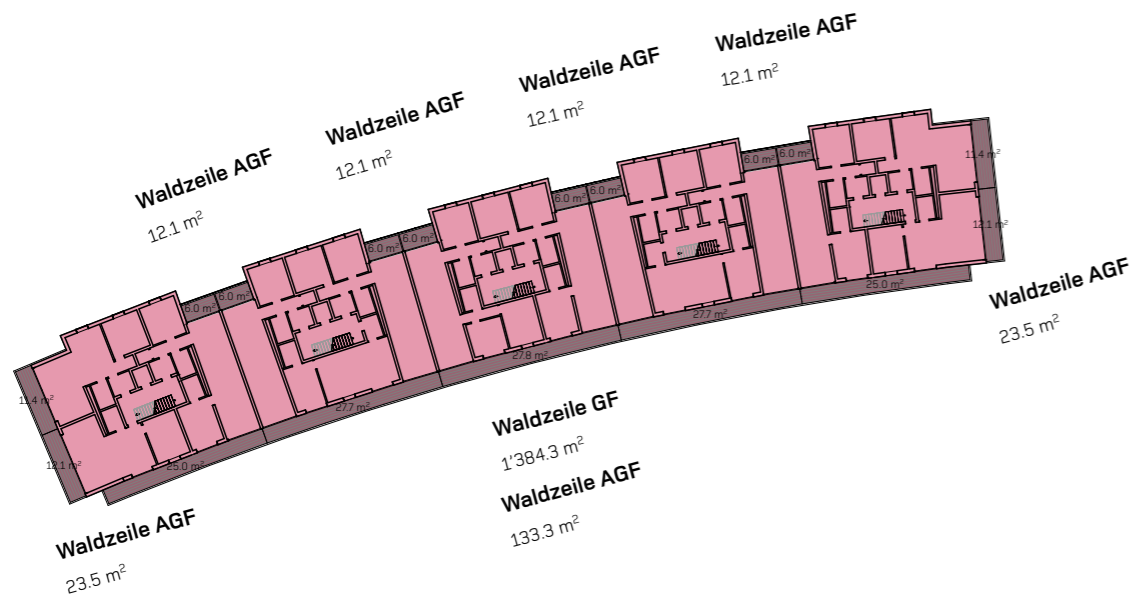 Waldzeile AGF
12.1 m²
Waldzeile AGF
12.1 m²
Waldzeile AGF
12.1 m²
Waldzeile AGF
12.1 m²
6.0 m²
6.0 m²
6.0 m²
6.0 m²
6.0 m²
6.0 m²
6.0 m²
6.0 m²
11.4 m²
12.1 m²
25.0 m²
27.7 m²
27.8 m²
27.7 m²
25.0 m²
11.4 m²
12.1 m²
Waldzeile AGF
23.5 m²
Waldzeile GF
1'384.3 m²
Waldzeile AGF
133.3 m²
Waldzeile AGF
23.5 m²